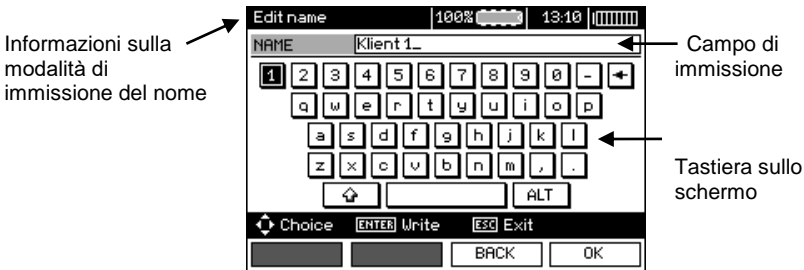 Edit name 100% 13:10
Informazioni sulla
modalità di
immissione del nome
NAME Klient 1_
Campo di
immissione
1 2 3 4 5 6 7 8 9 0 - ←
q w e r t y u i o p
a s d f g h j k l
z x c v b n m , .
ALT
Tastiera sullo
schermo
Choice ENTER Write ESC Exit
BACK OK